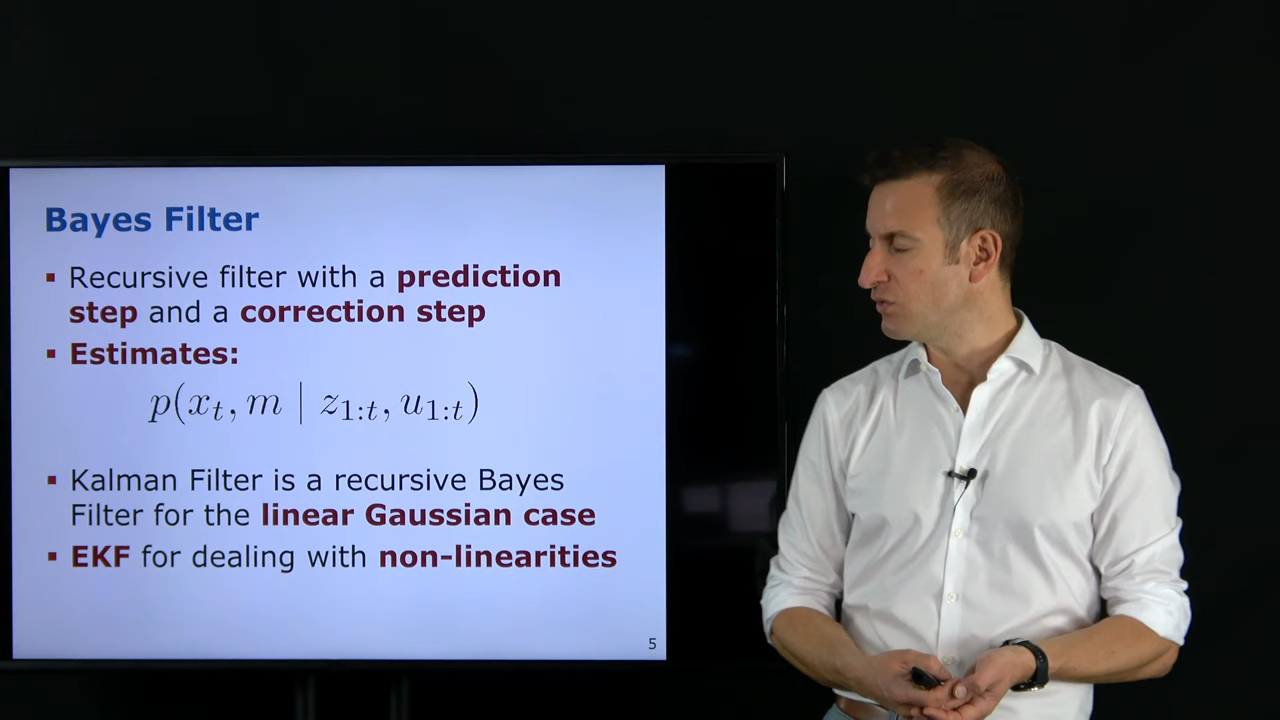 Bayes Filter
▪ Recursive filter with a prediction
step and a correction step
▪ Estimates:
p(x_t, m | z_{1:t}, u_{1:t})
▪ Kalman Filter is a recursive Bayes
Filter for the linear Gaussian case
▪ EKF for dealing with non-linearities
5